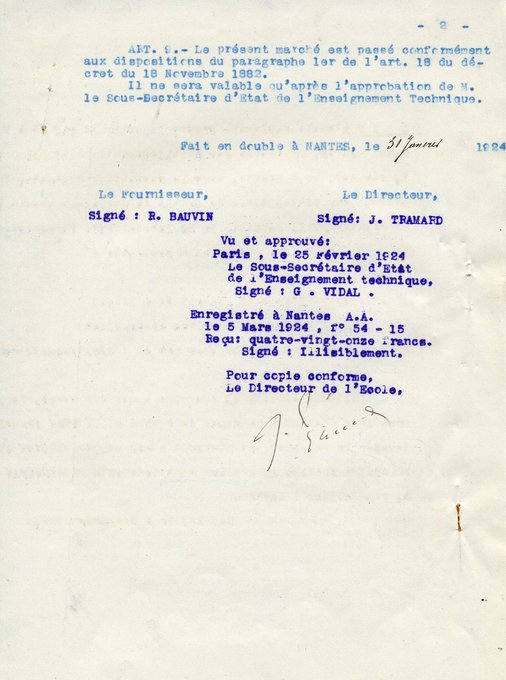 - 2 -
ART. 9.- Le présent marché est passé conformément
aux dispositions du paragraphe 1er de l'art. 18 du dé-
cret du 18 Novembre 1882.
Il ne sera valable qu'après l'approbation de M.
le Sous-Secrétaire d'Etat de l'Enseignement Technique.
Fait en double à NANTES, le 31 Janvier 1924
Le Fournisseur, Le Directeur,
Signé : R. BAUVIN Signé: J. TRAMARD
Vu et approuvé:
Paris , le 25 Février 1924
Le Sous-Secrétaire d'Etat
de l'Enseignement technique,
Signé : G . VIDAL .
Enregistré à Nantes A.A.
le 5 Mars 1924 , f° 54 - 15
Reçu: quatre-vingt-onze francs.
Signé : Illisiblement.
Pour copie conforme,
Le Directeur de l'Ecole,